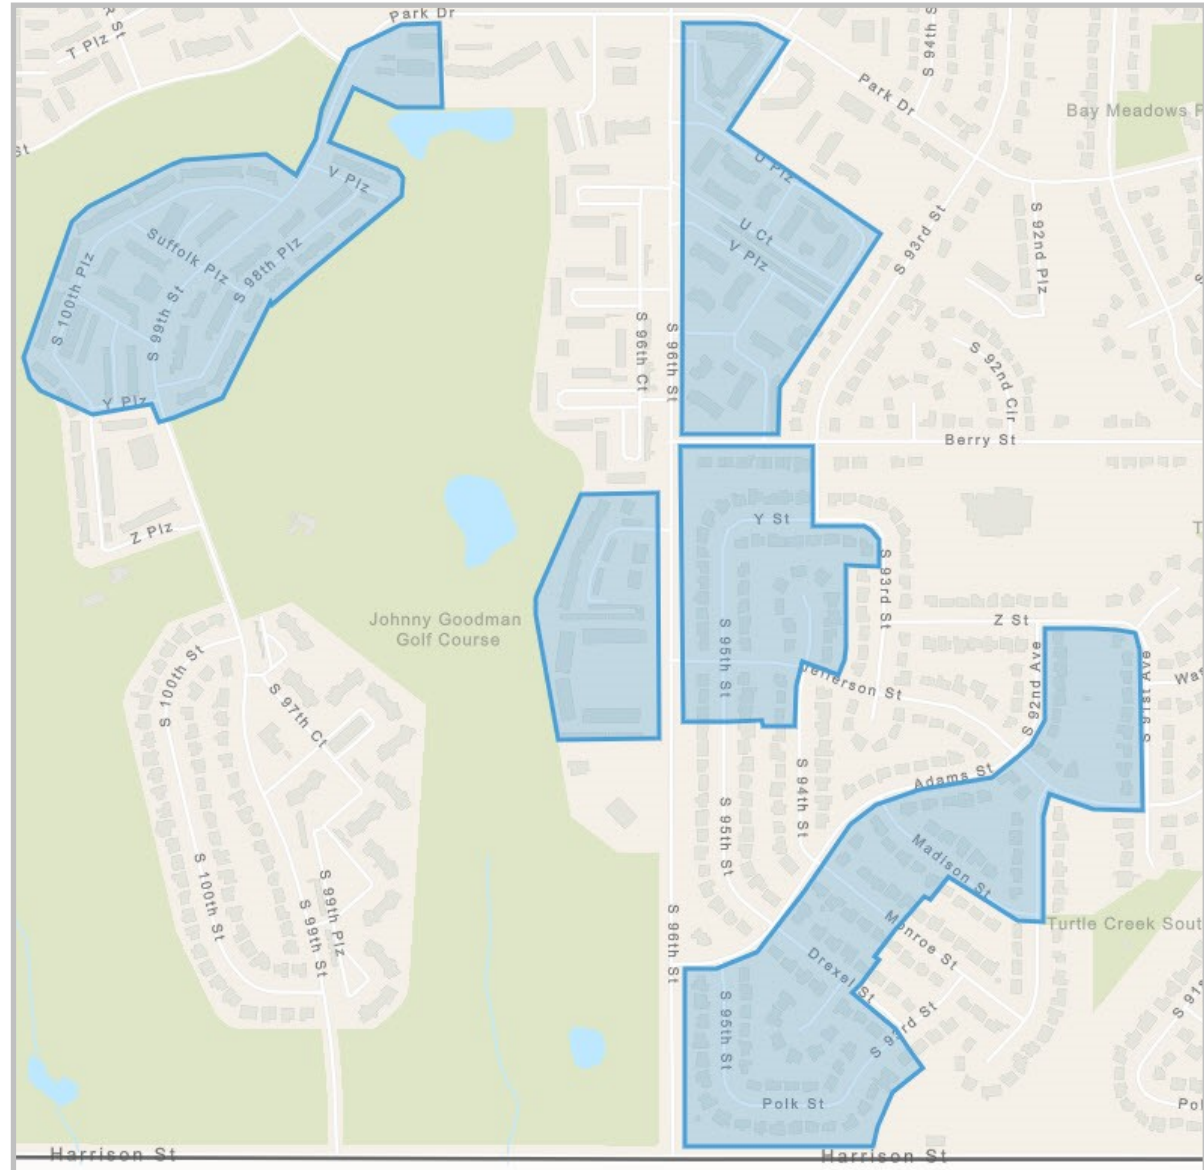 Park Dr
R St
T Plz
S 94th S
Park Dr
Bay Meadows P
St
V Plz
U Plz
U Ct
V Plz
S 93rd St
S 92nd Plz
Suffolk Plz
S 98th Plz
S 100th Plz
S 99th St
S 96th Ct
S 96th St
S 92nd Cir
Y Plz
Berry St
Z Plz
Y St
S 93rd St
Johnny Goodman
Golf Course
Z St
S 95th St
S 92nd Ave
S 91st Ave
Was
S 100th St
Jefferson St
S 97th Ct
Adams St
S 95th St
S 94th St
Madison St
S 100th St
S 99th Plz
S 99th St
S 96th St
Monroe St
Turtle Creek Sout
Drexel St
S 95th St
S 93rd St
S 91s
Polk St
Pol
Harrison St
Harrison St